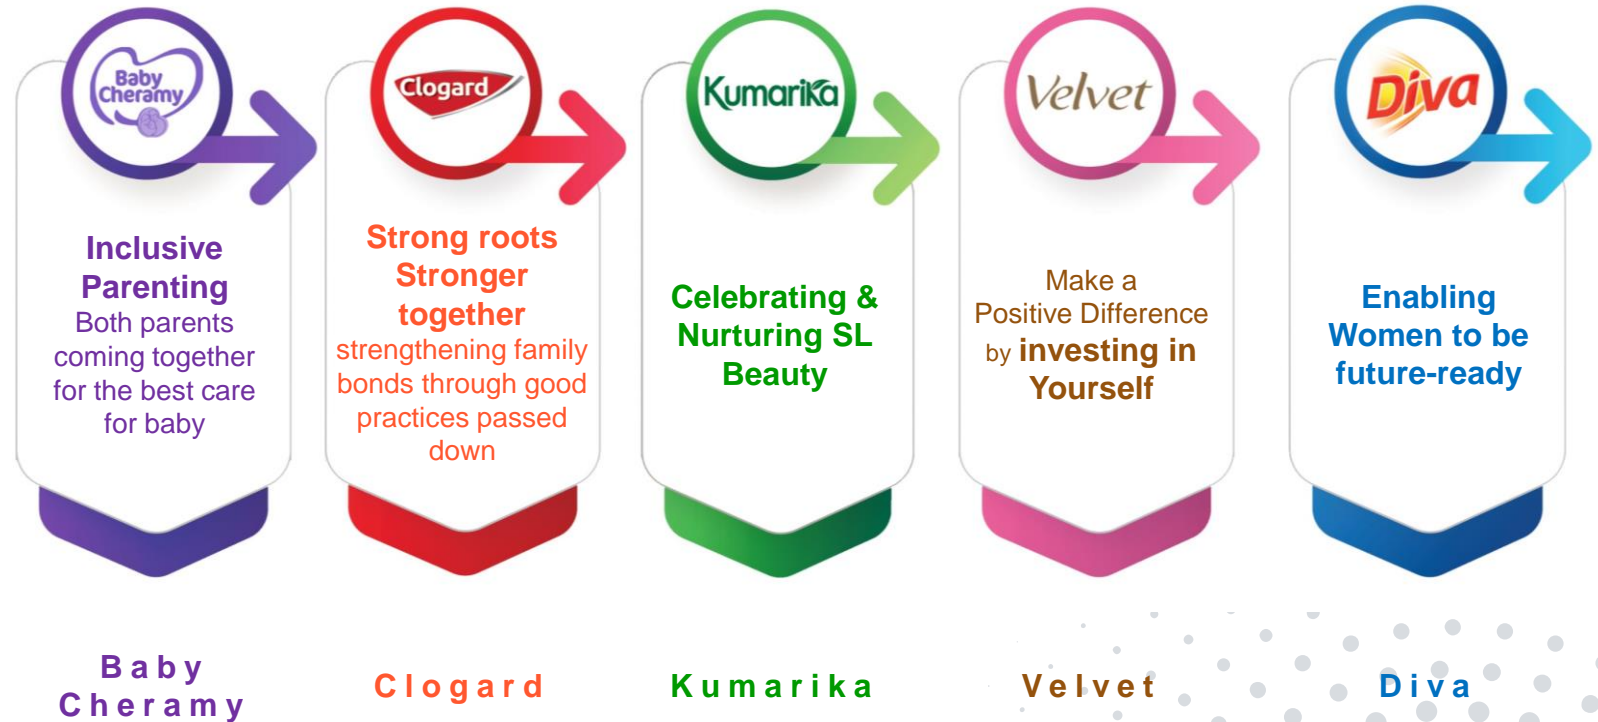 Baby
Cheramy
Clogard
Kumarika
Velvet
Diva
Inclusive
Parenting
Both parents
coming together
for the best care
for baby
Strong roots
Stronger
together
strengthening family
bonds through good
practices passed
down
Celebrating &
Nurturing SL
Beauty
Make a
Positive Difference
by investing in
Yourself
Enabling
Women to be
future-ready
Baby
Cheramy
Clogard
Kumarika
Velvet
Diva